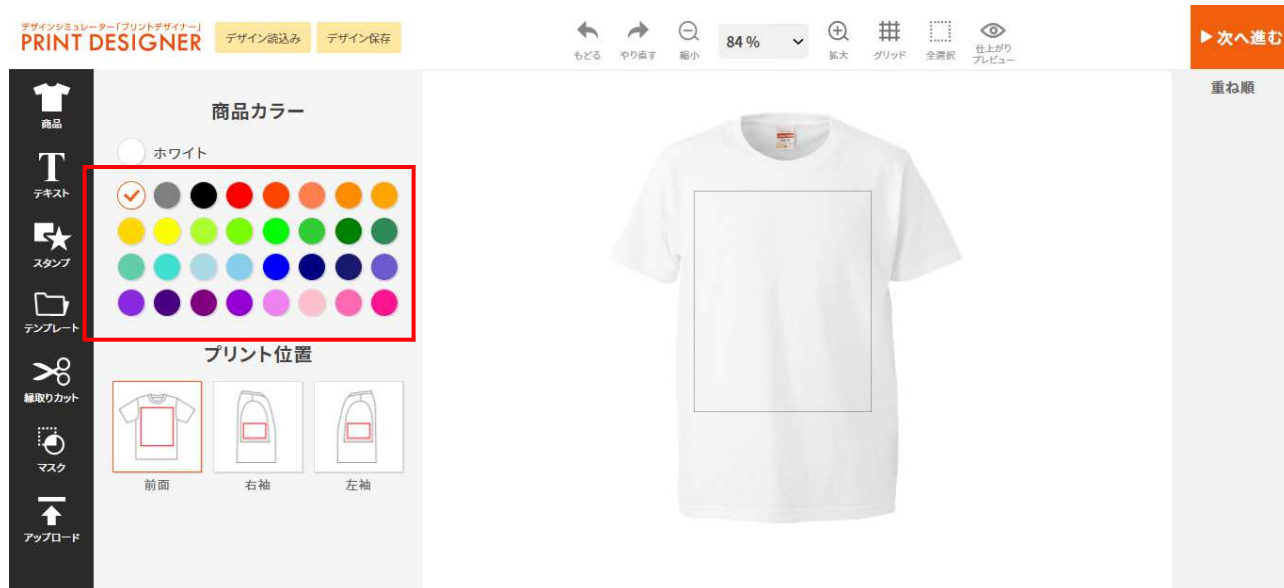 デザインシミュレーター「プリントデザイナー」
PRINT DESIGNER
デザイン読込み
デザイン保存
もどる
やり直す
縮小
84 %
拡大
グリッド
全選択
仕上がり
プレビュー
▶次へ進む
商品
テキスト
スタンプ
テンプレート
縁取りカット
マスク
アップロード
商品カラー
ホワイト
プリント位置
前面
右袖
左袖
重ね順